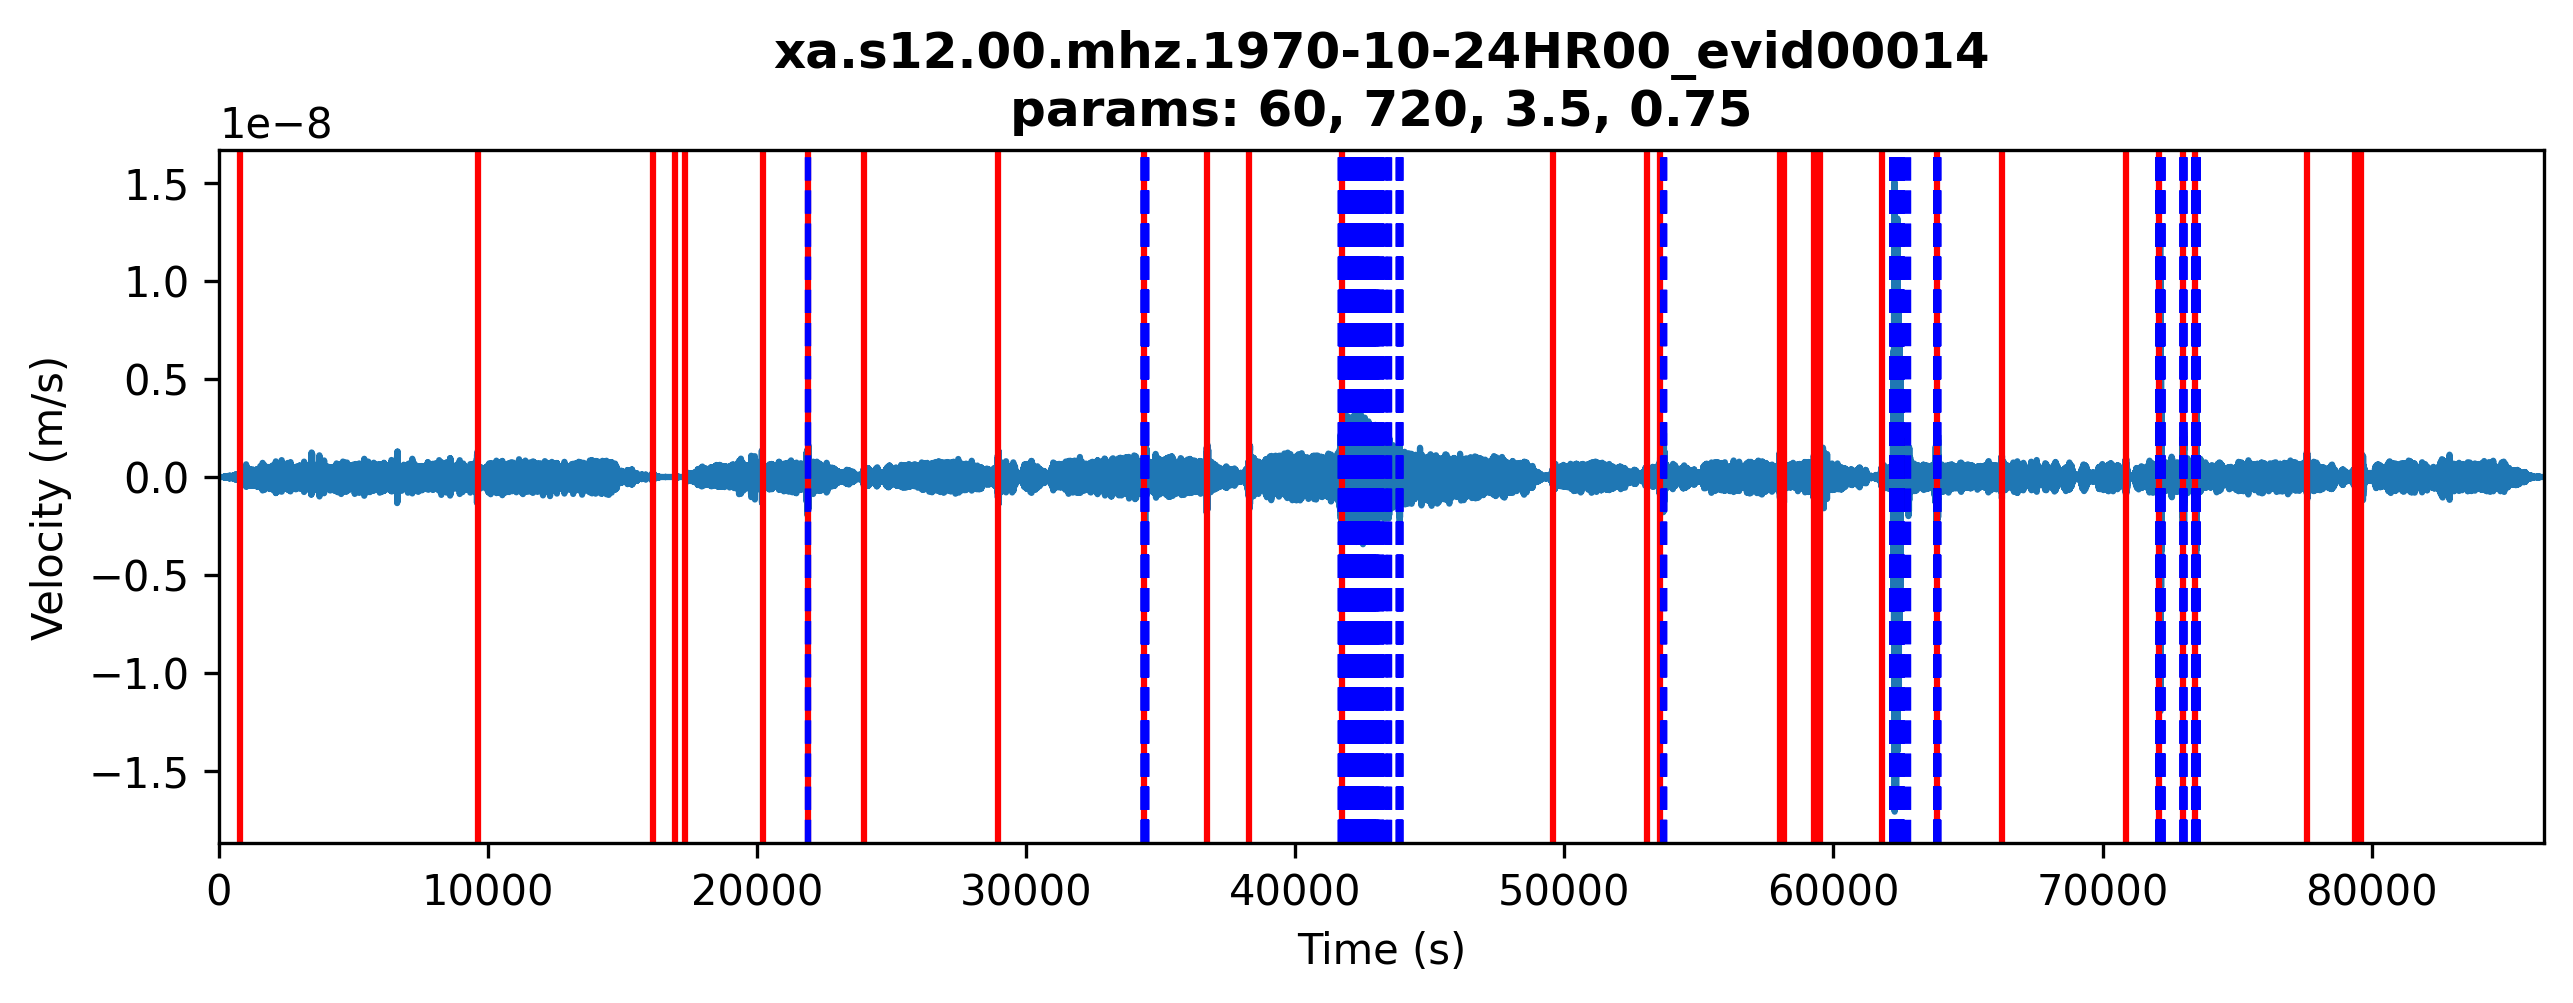 xa.s12.00.mhz.1970-10-24HR00_evid00014
params: 60, 720, 3.5, 0.75
1e−8
1.5
1.0
0.5
0.0
−0.5
−1.0
−1.5
Velocity (m/s)
0 10000 20000 30000 40000 50000 60000 70000 80000
Time (s)